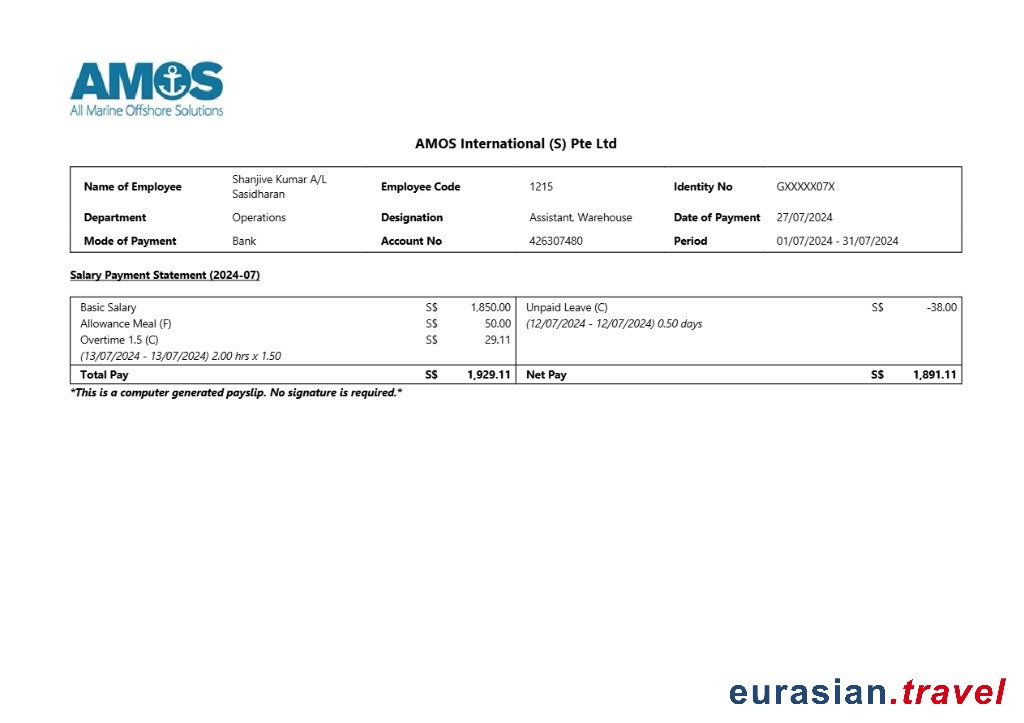 AMOS
All Marine Offshore Solutions
AMOS International (S) Pte Ltd
Name of Employee Shanjive Kumar A/L Sasidharan Employee Code 1215 Identity No GXXXXX07X
Department Operations Designation Assistant, Warehouse Date of Payment 27/07/2024
Mode of Payment Bank Account No 426307480 Period 01/07/2024 - 31/07/2024
Salary Payment Statement (2024-07)
Basic Salary S$ 1,850.00 Unpaid Leave (C) S$ -38.00
Allowance Meal (F) S$ 50.00 (12/07/2024 - 12/07/2024) 0.50 days
Overtime 1.5 (C) S$ 29.11
(13/07/2024 - 13/07/2024) 2.00 hrs x 1.50
Total Pay S$ 1,929.11 Net Pay S$ 1,891.11
*This is a computer generated payslip. No signature is required.*
eurasian.travel